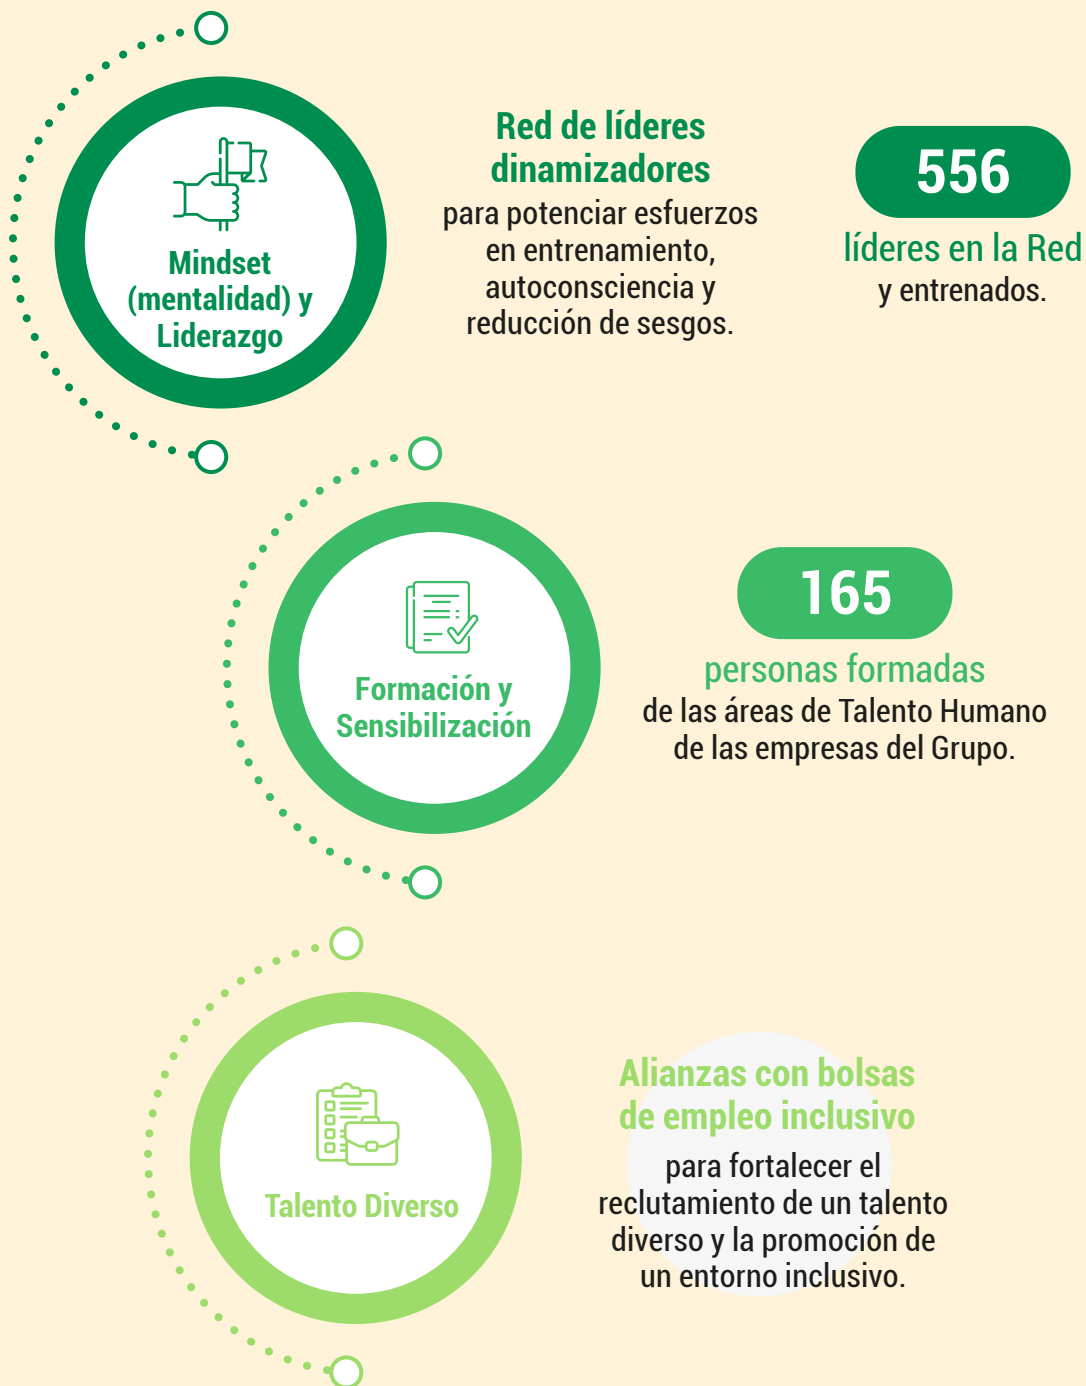 Mindset
(mentalidad) y
Liderazgo
Red de líderes
dinamizadores
para potenciar esfuerzos
en entrenamiento,
autoconsciencia y
reducción de sesgos.
556
líderes en la Red
y entrenados.
Formación y
Sensibilización
165
personas formadas
de las áreas de Talento Humano
de las empresas del Grupo.
Talento Diverso
Alianzas con bolsas
de empleo inclusivo
para fortalecer el
reclutamiento de un talento
diverso y la promoción de
un entorno inclusivo.